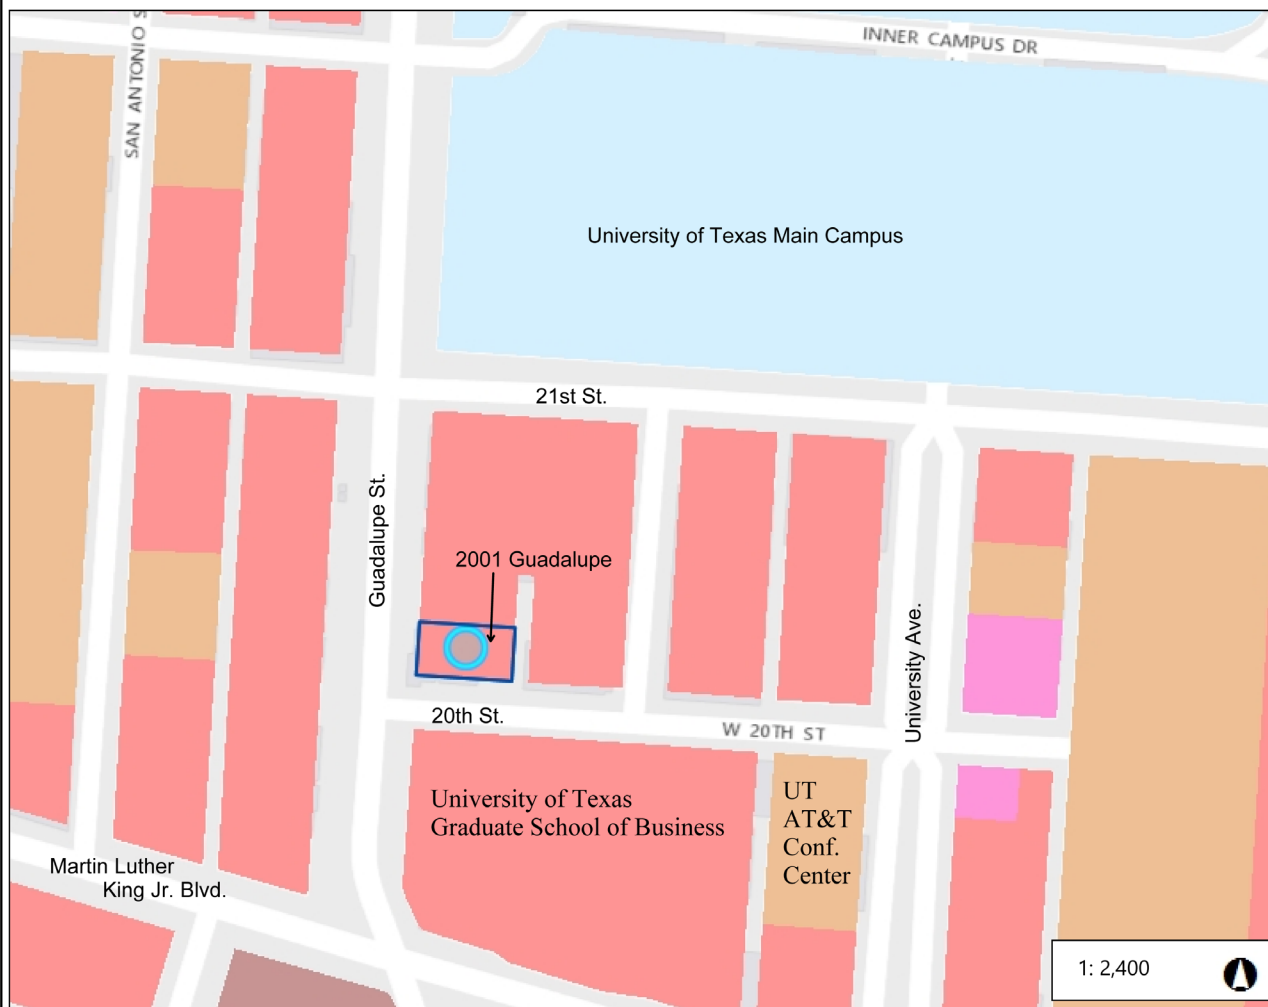 SAN ANTONIO S
INNER CAMPUS DR
University of Texas Main Campus
21st St.
Guadalupe St.
2001 Guadalupe
University Ave.
20th St.
W 20TH ST
University of Texas
Graduate School of Business
UT
AT&T
Conf.
Center
Martin Luther
King Jr. Blvd.
1: 2,400